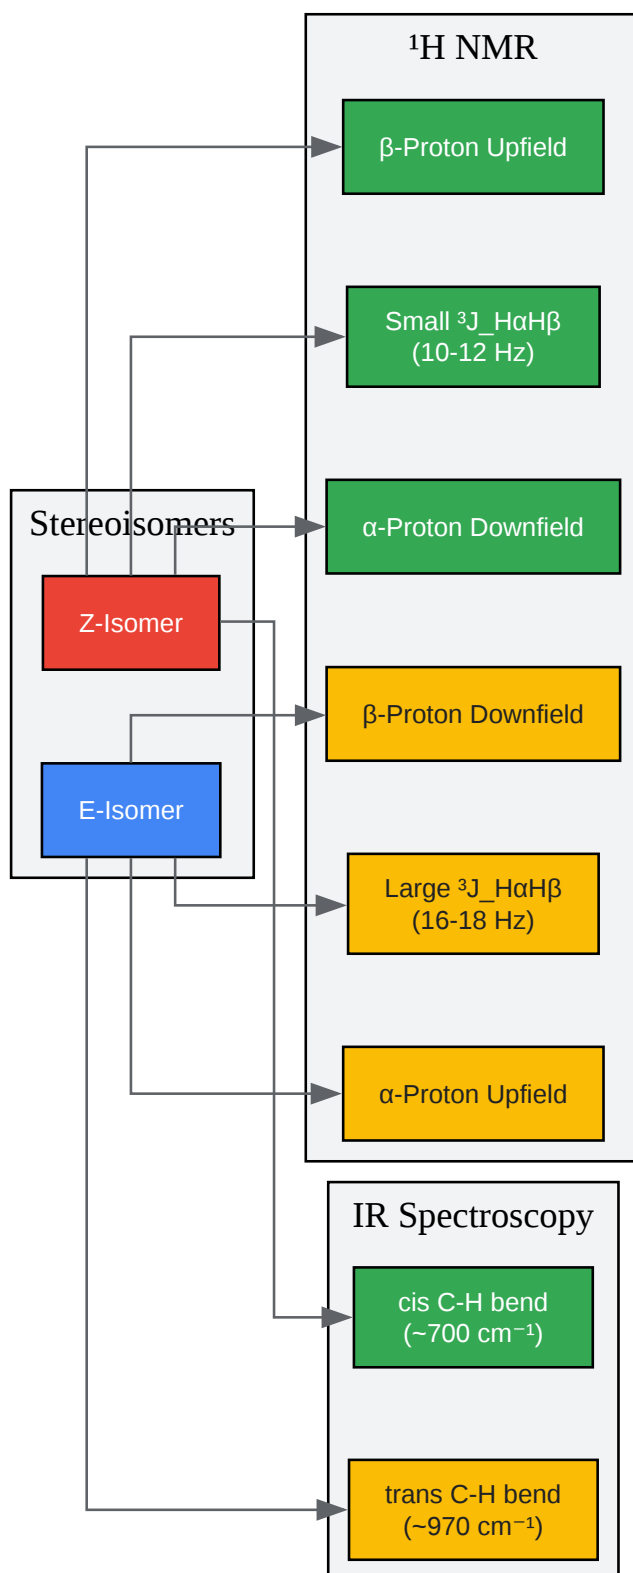 ¹H NMR
β-Proton Upfield
Small ³J_HαHβ
(10-12 Hz)
Stereoisomers
α-Proton Downfield
Z-Isomer
β-Proton Downfield
E-Isomer
Large ³J_HαHβ
(16-18 Hz)
α-Proton Upfield
IR Spectroscopy
cis C-H bend
(~700 cm⁻¹)
trans C-H bend
(~970 cm⁻¹)